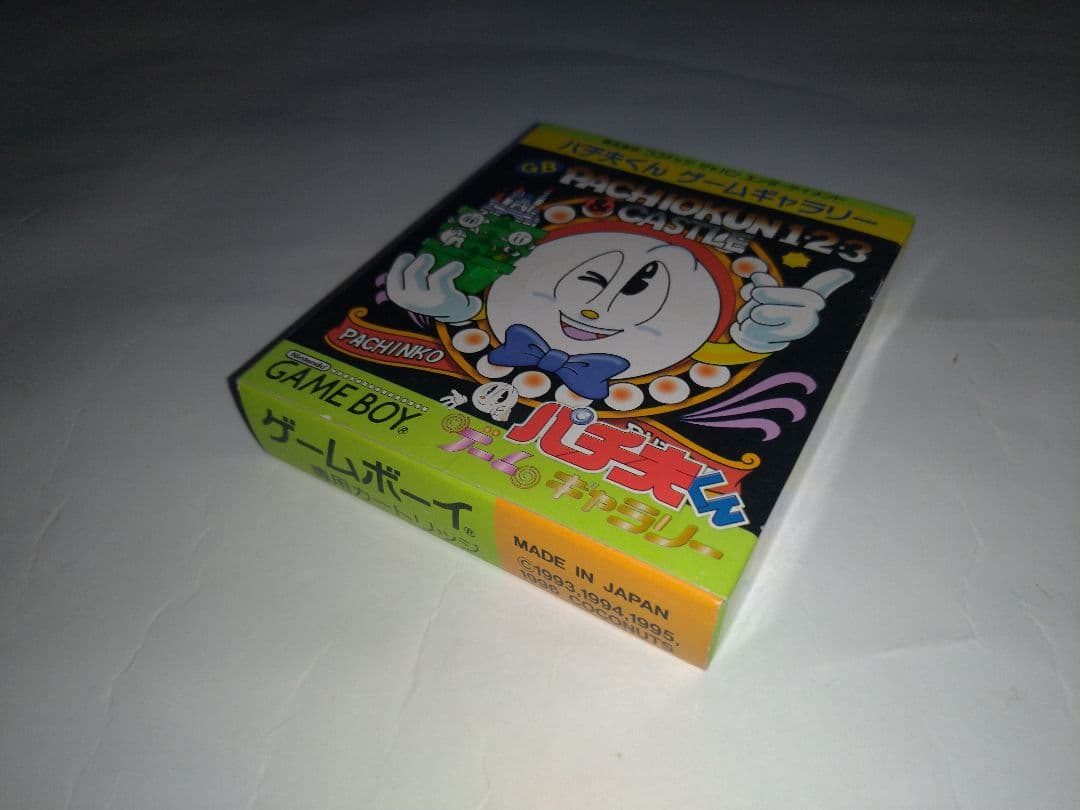 パチ夫くん ゲームギャラリー
GB
PACHIOKUN 1・2・3
& CASTLE
PACHINKO
Nintendo
GAME BOY®
パチ夫くん
ゲーム
ギャラリー
ゲームボーイ®
専用カートリッジ
MADE IN JAPAN
©1993,1994,1995,
1996 COCONUTS